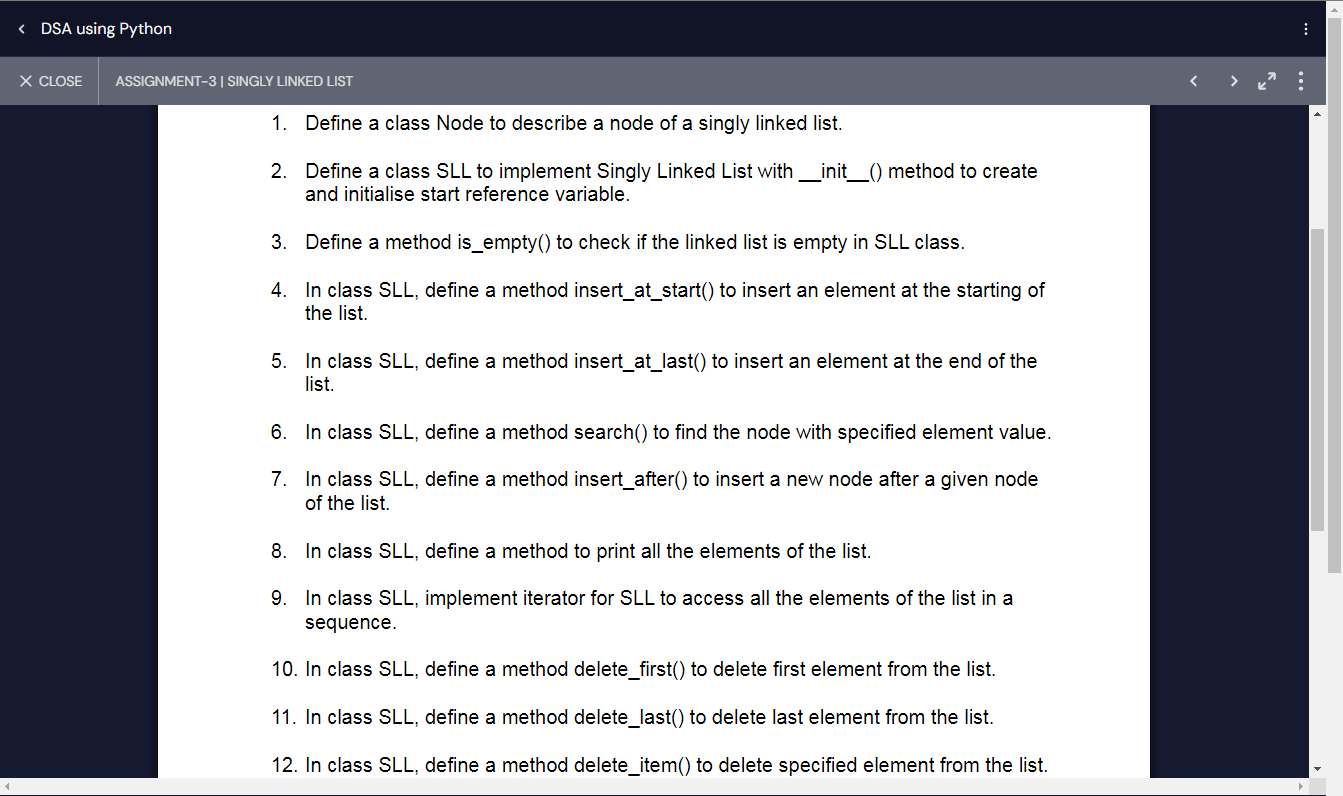 DSA using Python
CLOSE
ASSIGNMENT-3 | SINGLY LINKED LIST
1. Define a class Node to describe a node of a singly linked list.
2. Define a class SLL to implement Singly Linked List with __init__() method to create
and initialise start reference variable.
3. Define a method is_empty() to check if the linked list is empty in SLL class.
4. In class SLL, define a method insert_at_start() to insert an element at the starting of
the list.
5. In class SLL, define a method insert_at_last() to insert an element at the end of the
list.
6. In class SLL, define a method search() to find the node with specified element value.
7. In class SLL, define a method insert_after() to insert a new node after a given node
of the list.
8. In class SLL, define a method to print all the elements of the list.
9. In class SLL, implement iterator for SLL to access all the elements of the list in a
sequence.
10. In class SLL, define a method delete_first() to delete first element from the list.
11. In class SLL, define a method delete_last() to delete last element from the list.
12. In class SLL, define a method delete_item() to delete specified element from the list.